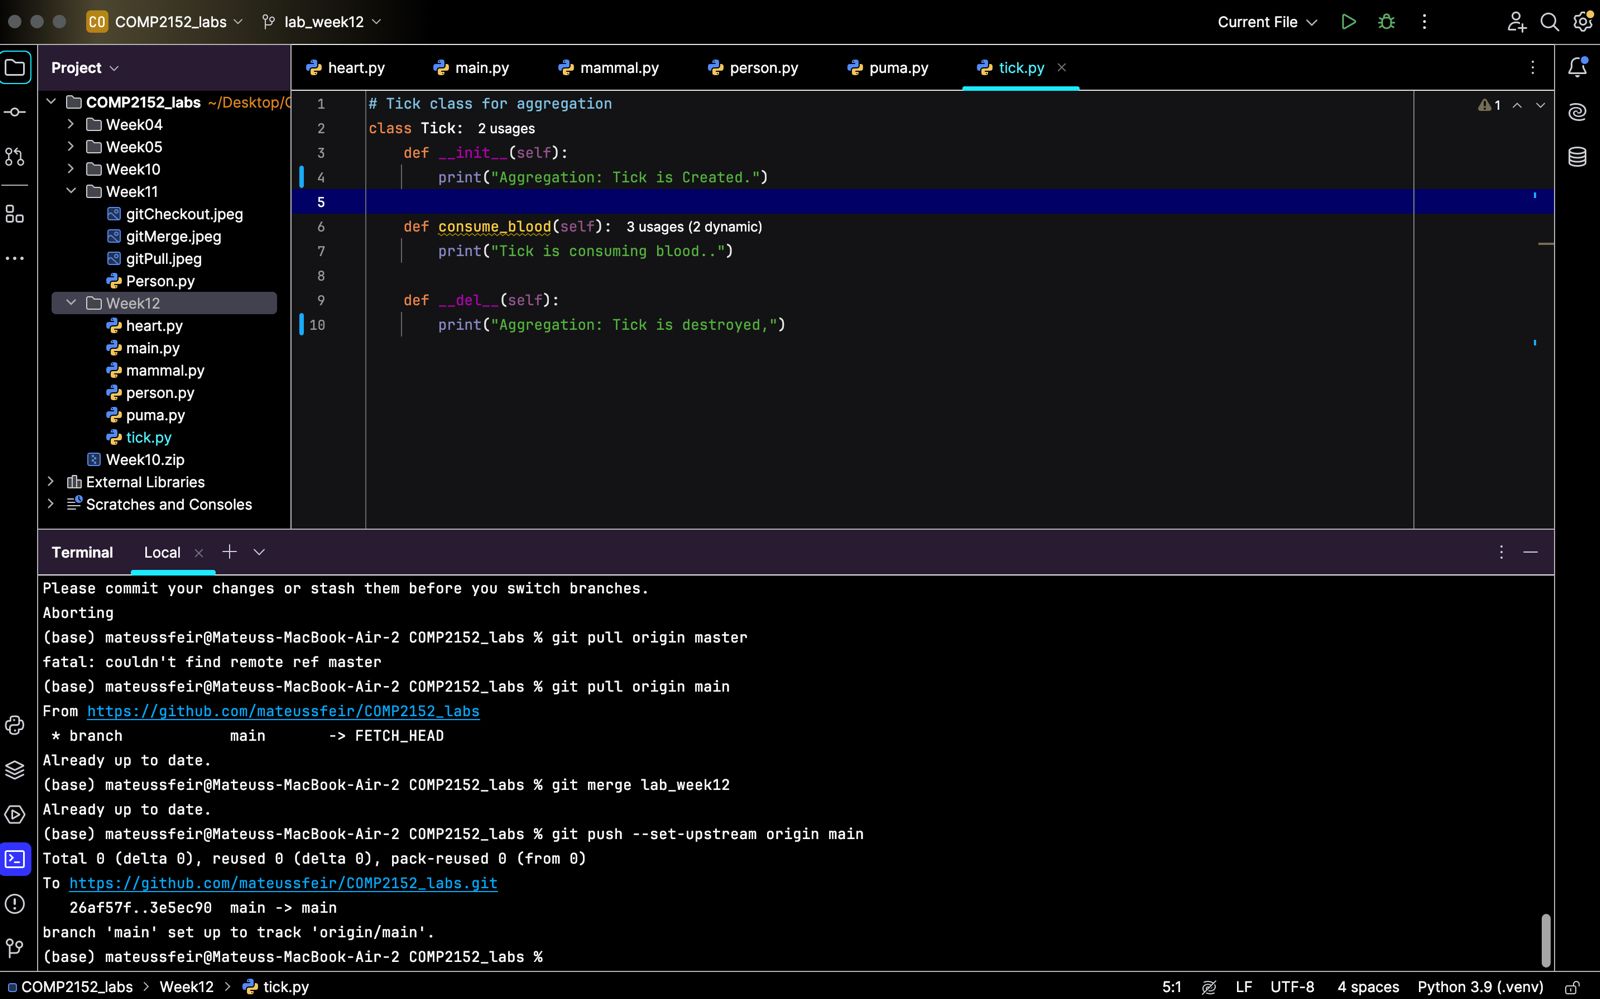 CO COMP2152_labs lab_week12 Current File
Project
heart.py main.py mammal.py person.py puma.py tick.py
COMP2152_labs ~/Desktop/C
Week04
Week05
Week10
Week11
gitCheckout.jpeg
gitMerge.jpeg
gitPull.jpeg
Person.py
Week12
heart.py
main.py
mammal.py
person.py
puma.py
tick.py
Week10.zip
External Libraries
Scratches and Consoles
1 # Tick class for aggregation
2 class Tick: 2 usages
3 def __init__(self):
4 print("Aggregation: Tick is Created.")
5
6 def consume_blood(self): 3 usages (2 dynamic)
7 print("Tick is consuming blood..")
8
9 def __del__(self):
10 print("Aggregation: Tick is destroyed,")
1
Terminal Local
Please commit your changes or stash them before you switch branches.
Aborting
(base) mateussfeir@Mateuss-MacBook-Air-2 COMP2152_labs % git pull origin master
fatal: couldn't find remote ref master
(base) mateussfeir@Mateuss-MacBook-Air-2 COMP2152_labs % git pull origin main
From https://github.com/mateussfeir/COMP2152_labs
* branch main -> FETCH_HEAD
Already up to date.
(base) mateussfeir@Mateuss-MacBook-Air-2 COMP2152_labs % git merge lab_week12
Already up to date.
(base) mateussfeir@Mateuss-MacBook-Air-2 COMP2152_labs % git push --set-upstream origin main
Total 0 (delta 0), reused 0 (delta 0), pack-reused 0 (from 0)
To https://github.com/mateussfeir/COMP2152_labs.git
26af57f..3e5ec90 main -> main
branch 'main' set up to track 'origin/main'.
(base) mateussfeir@Mateuss-MacBook-Air-2 COMP2152_labs %
COMP2152_labs > Week12 > tick.py 5:1 LF UTF-8 4 spaces Python 3.9 (.venv)